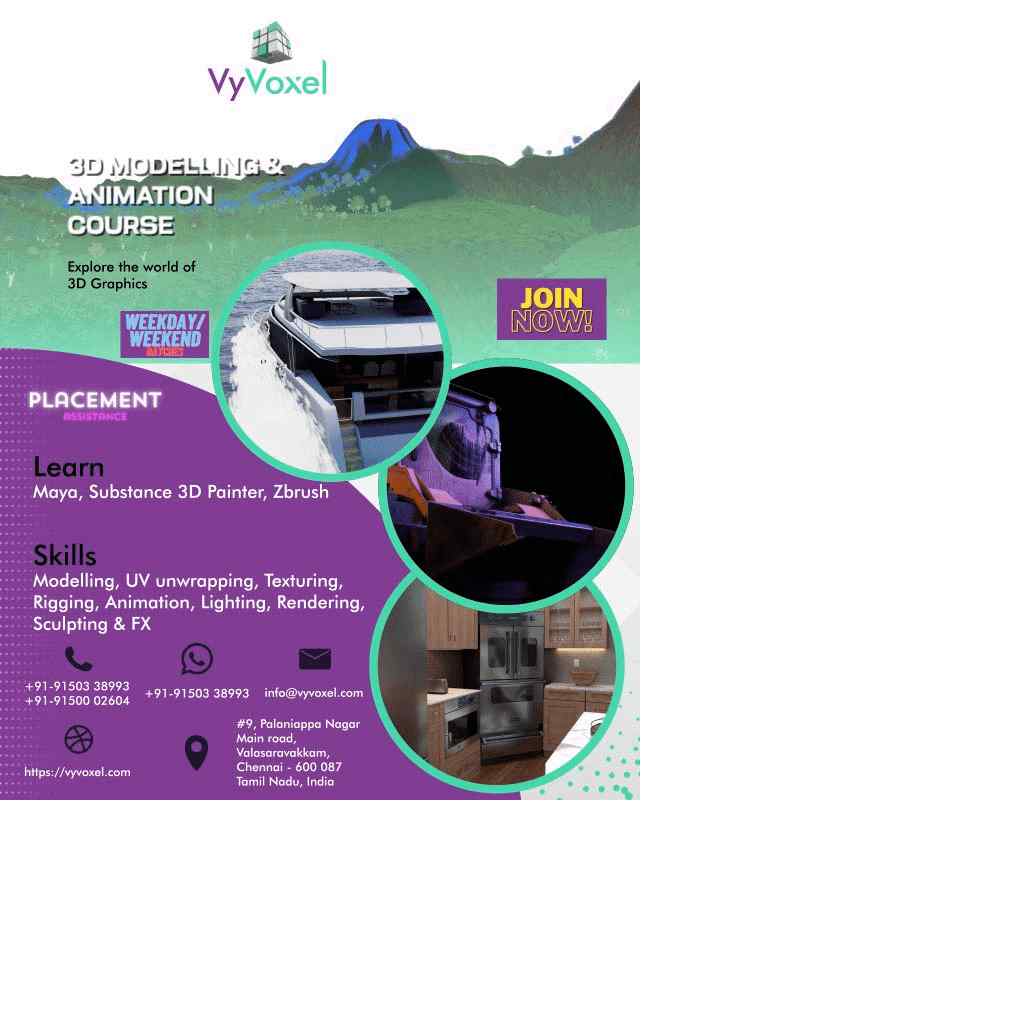 VyVoxel
3D MODELLING &
ANIMATION
COURSE
Explore the world of
3D Graphics
JOIN
NOW!
WEEKDAY/
WEEKEND
BATCHES
PLACEMENT
ASSISTANCE
Learn
Maya, Substance 3D Painter, Zbrush
Skills
Modelling, UV unwrapping, Texturing,
Rigging, Animation, Lighting, Rendering,
Sculpting & FX
+91-91503 38993
+91-91500 02604
+91-91503 38993
info@vyvoxel.com
https://vyvoxel.com
#9, Palaniappa Nagar
Main road,
Valasaravakkam,
Chennai - 600 087
Tamil Nadu, India